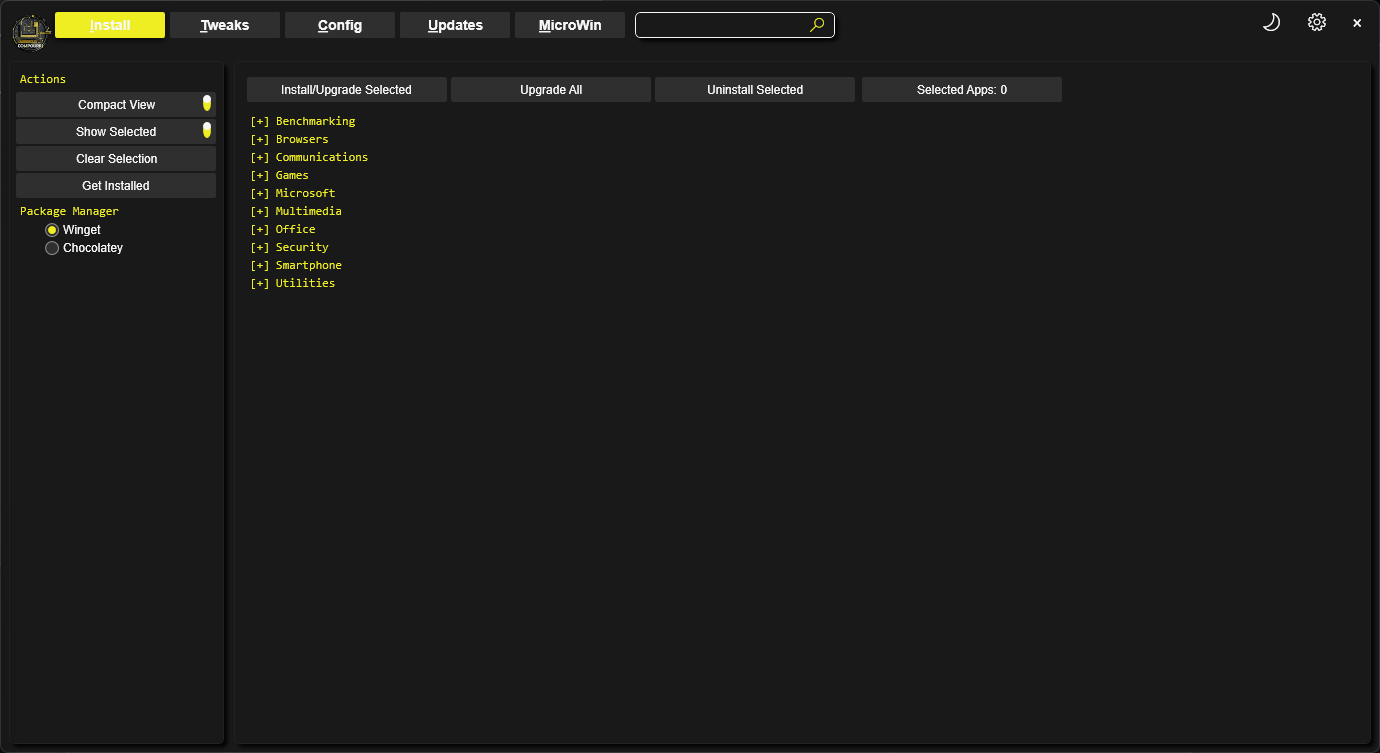 Install
Tweaks
Config
Updates
MicroWin
Actions
Compact View
Show Selected
Clear Selection
Get Installed
Package Manager
Winget
Chocolatey
Install/Upgrade Selected
Upgrade All
Uninstall Selected
Selected Apps: 0
[+] Benchmarking
[+] Browsers
[+] Communications
[+] Games
[+] Microsoft
[+] Multimedia
[+] Office
[+] Security
[+] Smartphone
[+] Utilities